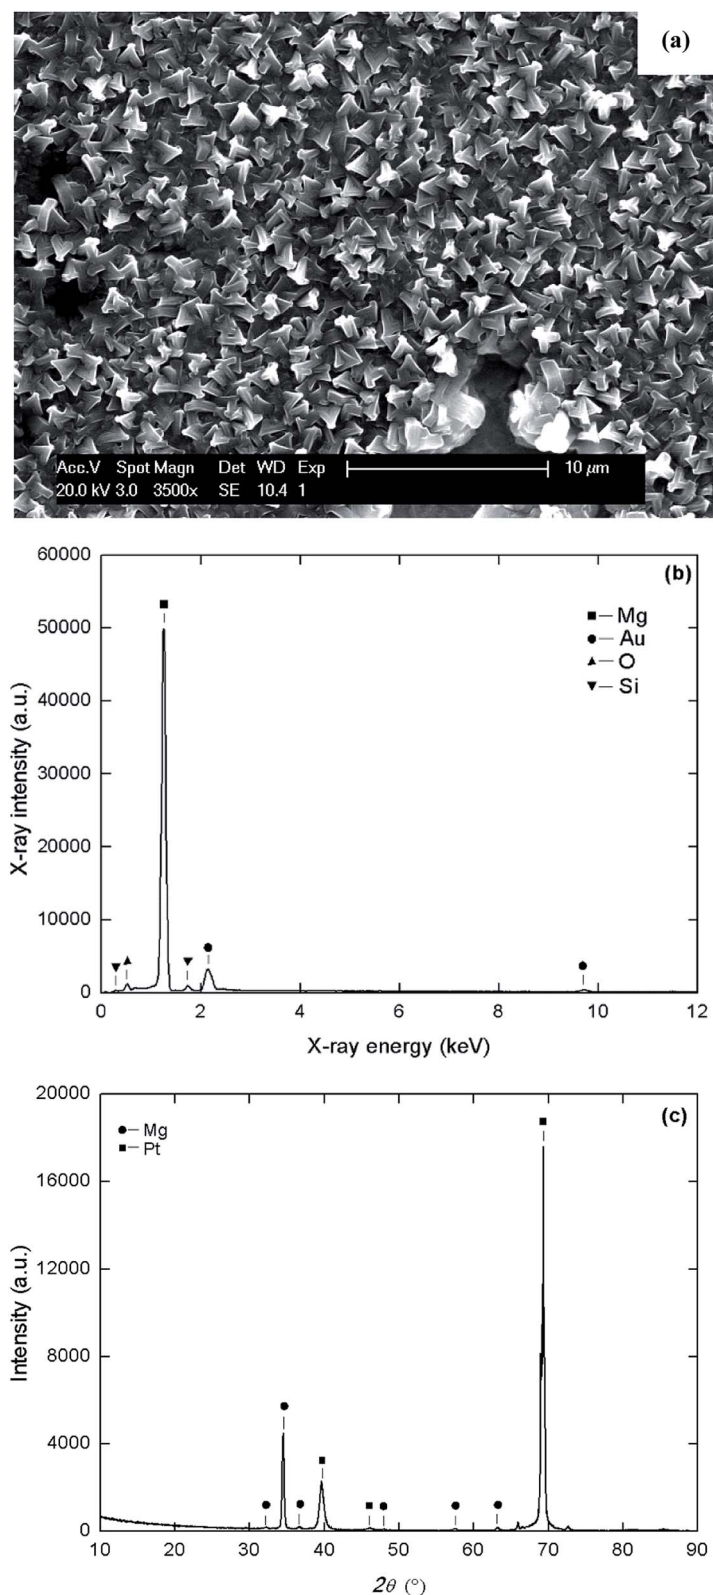 (a)
Acc.V Spot Magn Det WD Exp 10 µm
20.0 kV 3.0 3500x SE 10.4 1
(b)
60000
50000
40000
30000
20000
10000
0
X-ray intensity (a.u.)
■— Mg
●— Au
▲— O
▼— Si
0 2 4 6 8 10 12
X-ray energy (keV)
(c)
20000
16000
12000
8000
4000
0
Intensity (a.u.)
●— Mg
■— Pt
10 20 30 40 50 60 70 80 90
2θ (°)